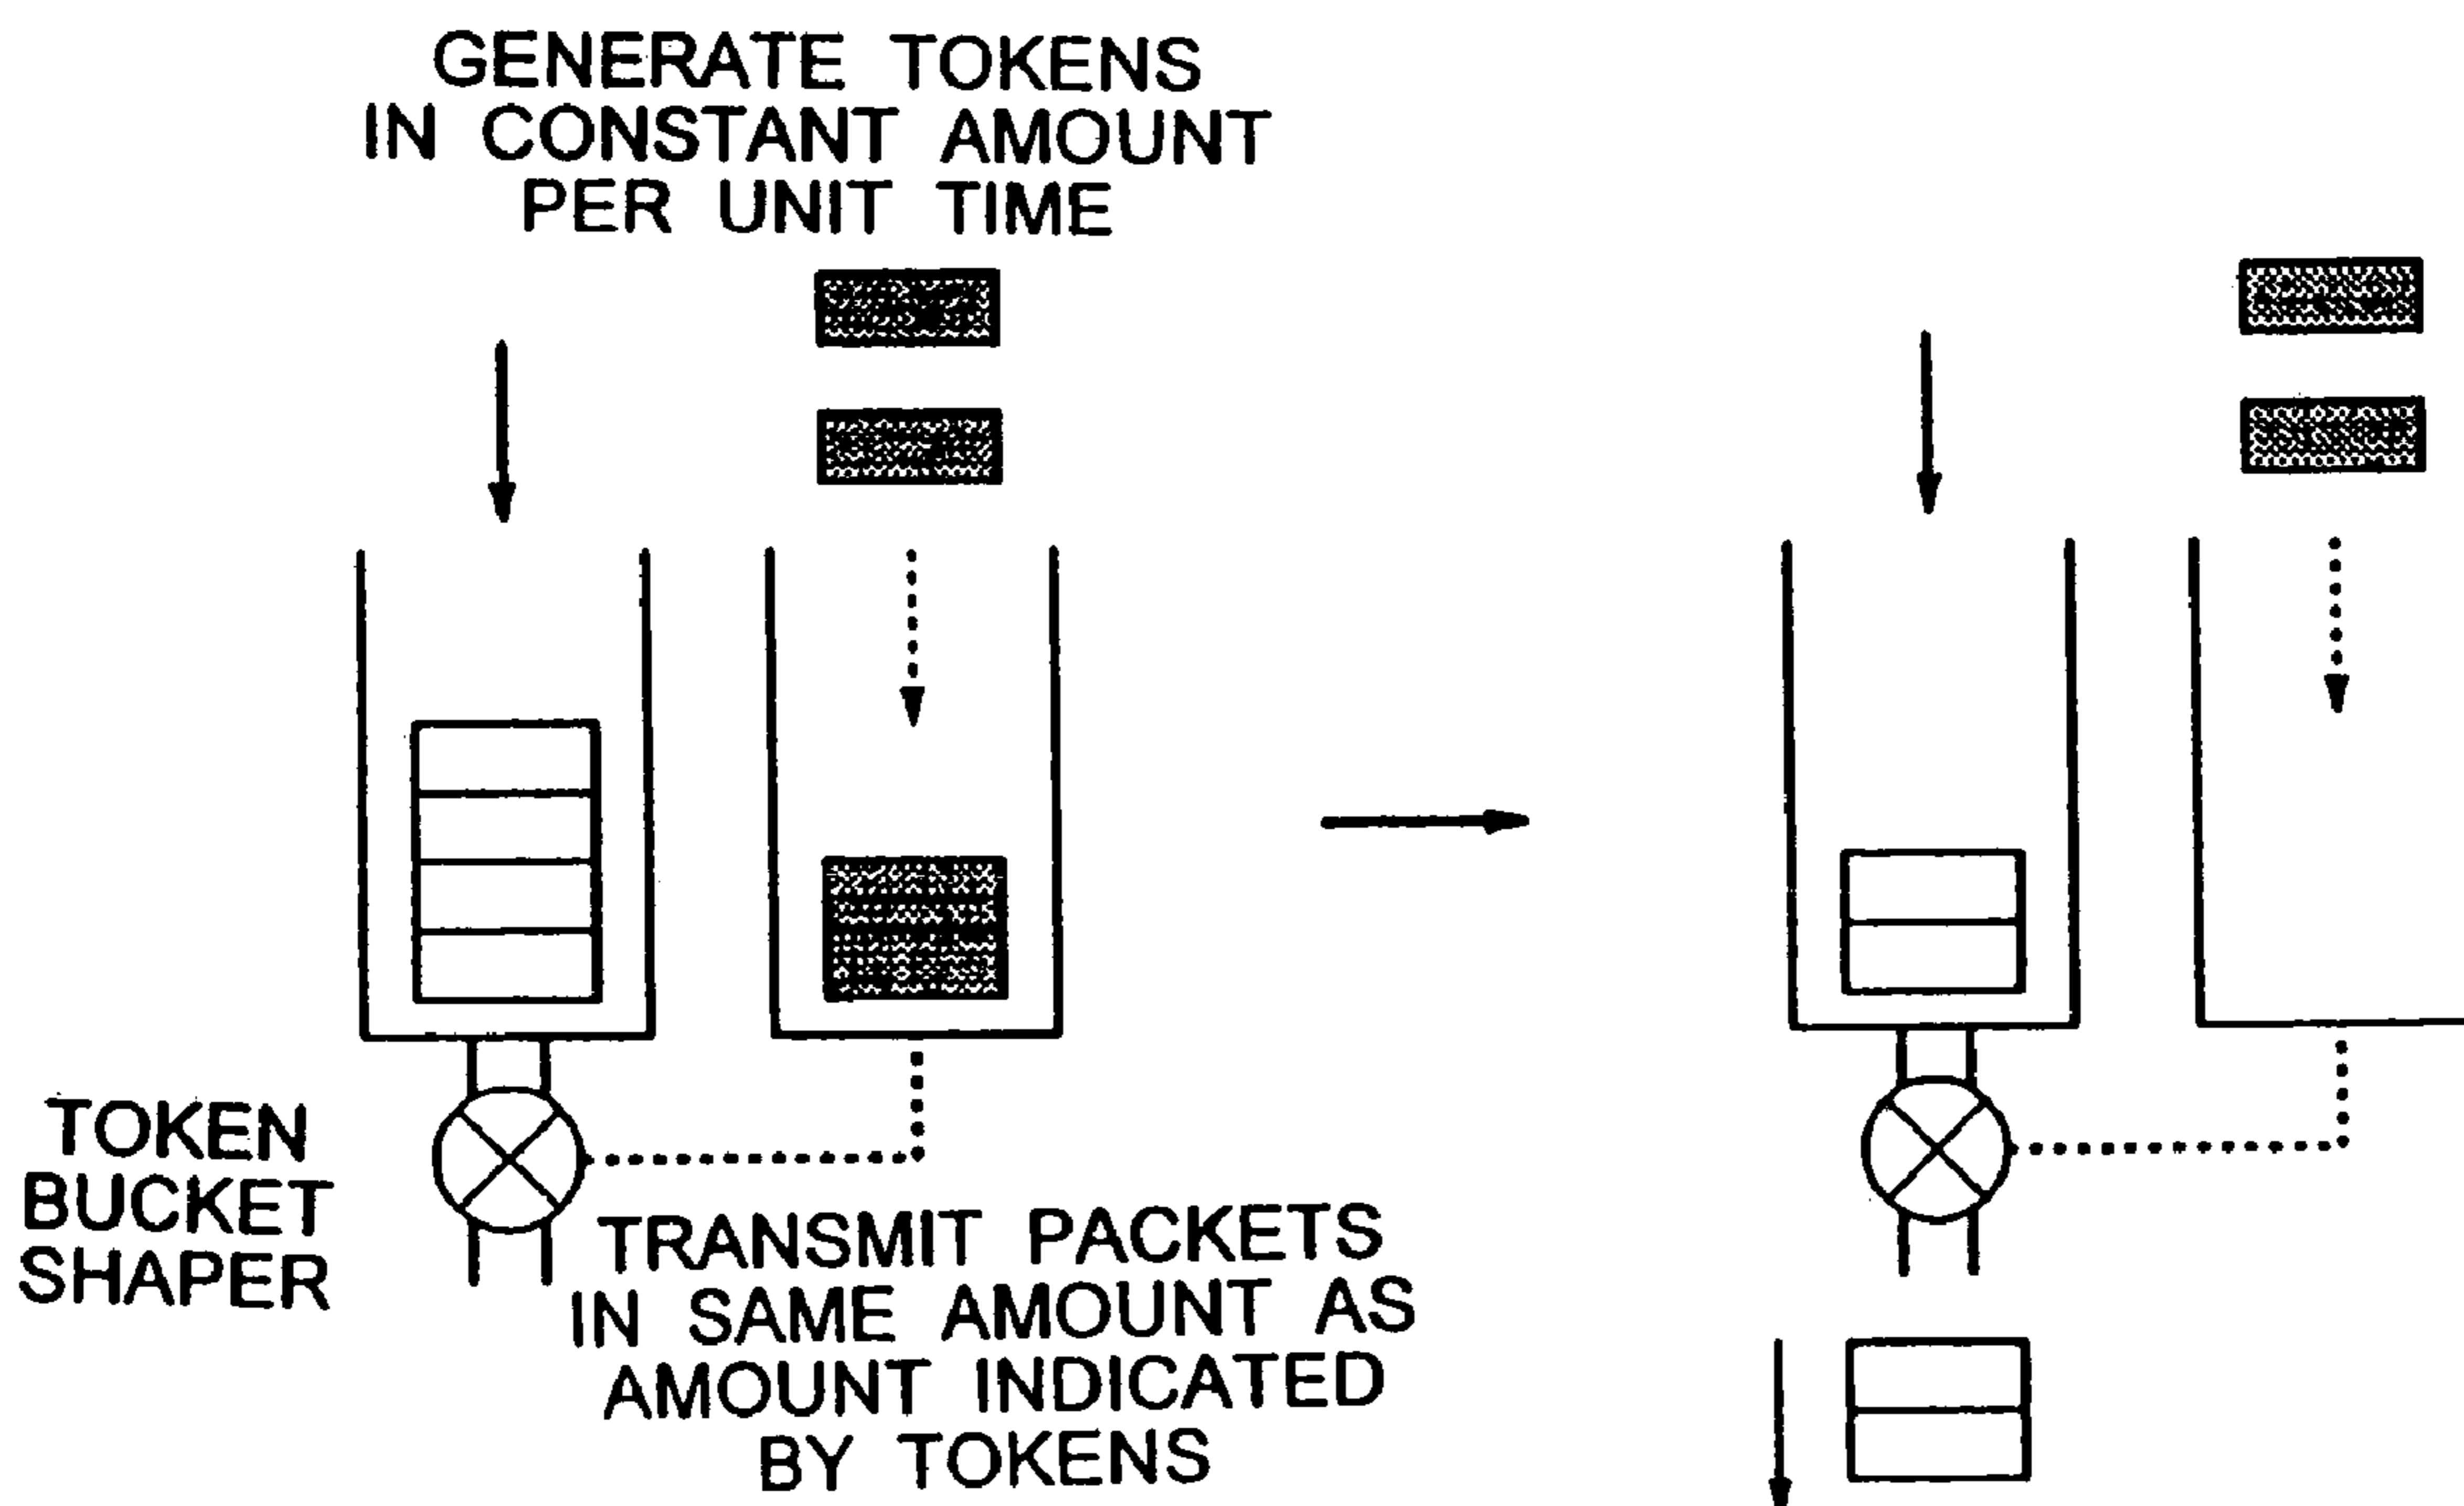 GENERATE TOKENS
IN CONSTANT AMOUNT
PER UNIT TIME
TOKEN
BUCKET
SHAPER
TRANSMIT PACKETS
IN SAME AMOUNT AS
AMOUNT INDICATED
BY TOKENS